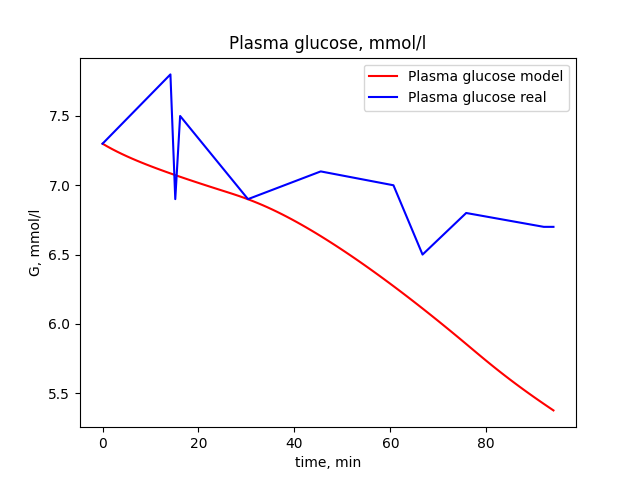 Plasma glucose, mmol/l
Plasma glucose model
Plasma glucose real
G, mmol/l
7.5
7.0
6.5
6.0
5.5
0 20 40 60 80
time, min